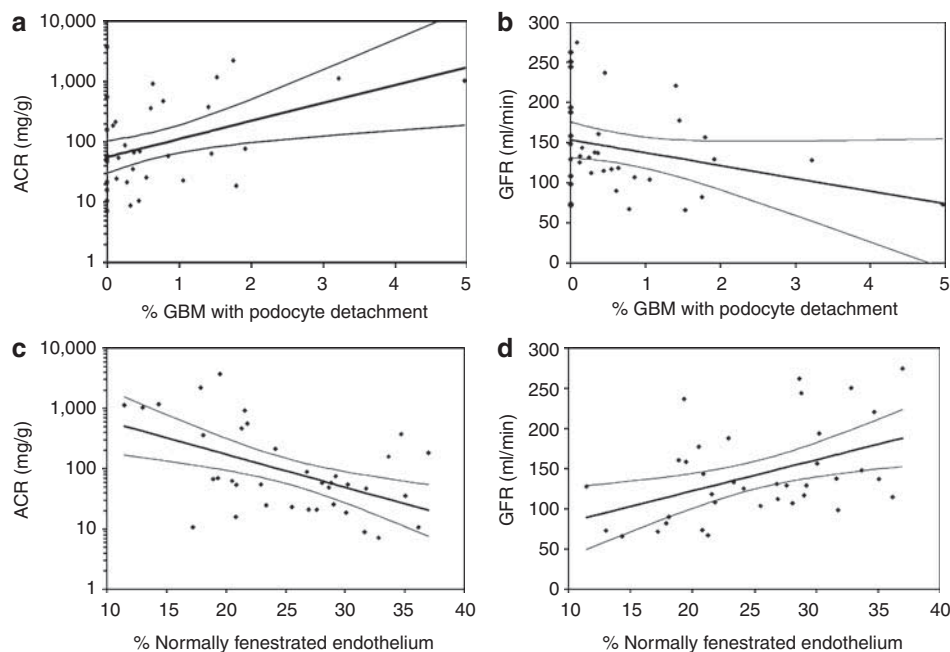 a
10,000
1,000
100
10
1
ACR (mg/g)
0 1 2 3 4 5
% GBM with podocyte detachment
b
300
250
200
150
100
50
0
GFR (ml/min)
0 1 2 3 4 5
% GBM with podocyte detachment
c
10,000
1,000
100
10
1
ACR (mg/g)
10 15 20 25 30 35 40
% Normally fenestrated endothelium
d
300
250
200
150
100
50
0
GFR (ml/min)
10 15 20 25 30 35 40
% Normally fenestrated endothelium